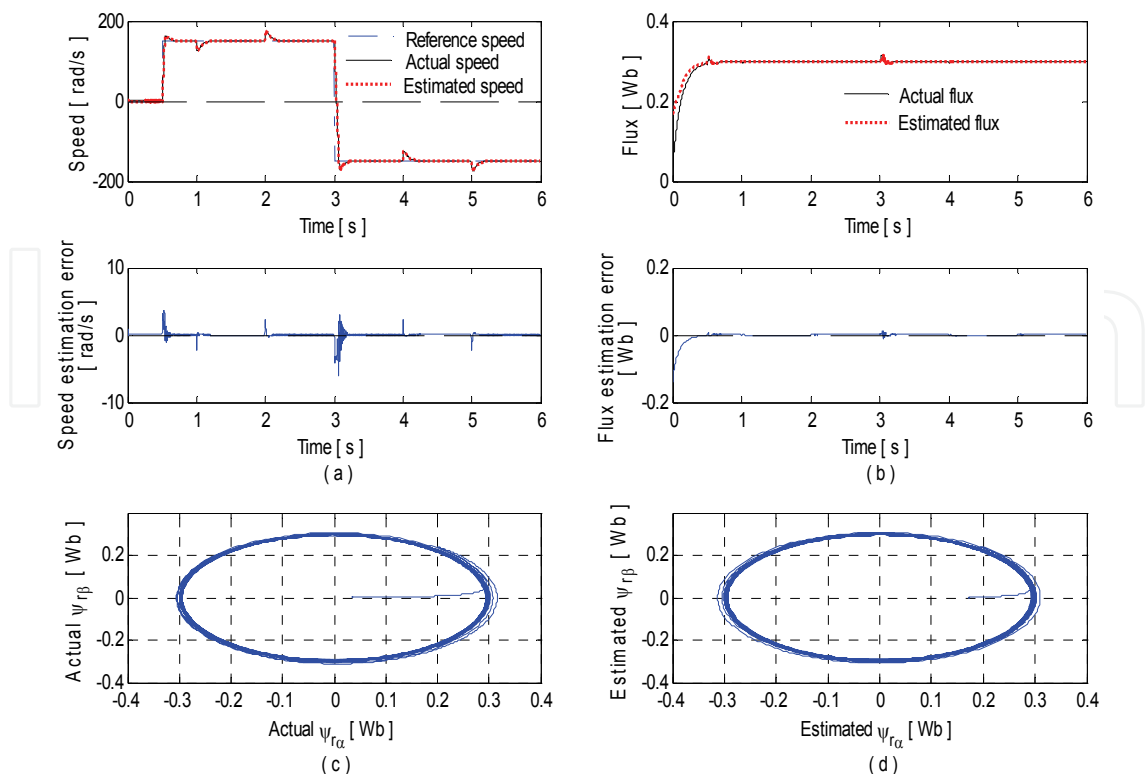 Speed [ rad/s ]
200
0
-200
Reference speed
Actual speed
Estimated speed
0 1 2 3 4 5 6
Time [ s ]
Flux [ Wb ]
0.4
0.2
0
Actual flux
Estimated flux
0 1 2 3 4 5 6
Time [ s ]
Speed estimation error
[ rad/s ]
10
0
-10
0 1 2 3 4 5 6
Time [ s ]
( a )
Flux estimation error
[ Wb ]
0.2
0
-0.2
0 1 2 3 4 5 6
Time [ s ]
( b )
Actual ψrβ [ Wb ]
0.2
0
-0.2
-0.4
-0.4 -0.3 -0.2 -0.1 0 0.1 0.2 0.3 0.4
Actual ψrα [ Wb ]
( c )
Estimated ψrβ [ Wb ]
0.2
0
-0.2
-0.4
-0.4 -0.3 -0.2 -0.1 0 0.1 0.2 0.3 0.4
Estimated ψrα [ Wb ]
( d )